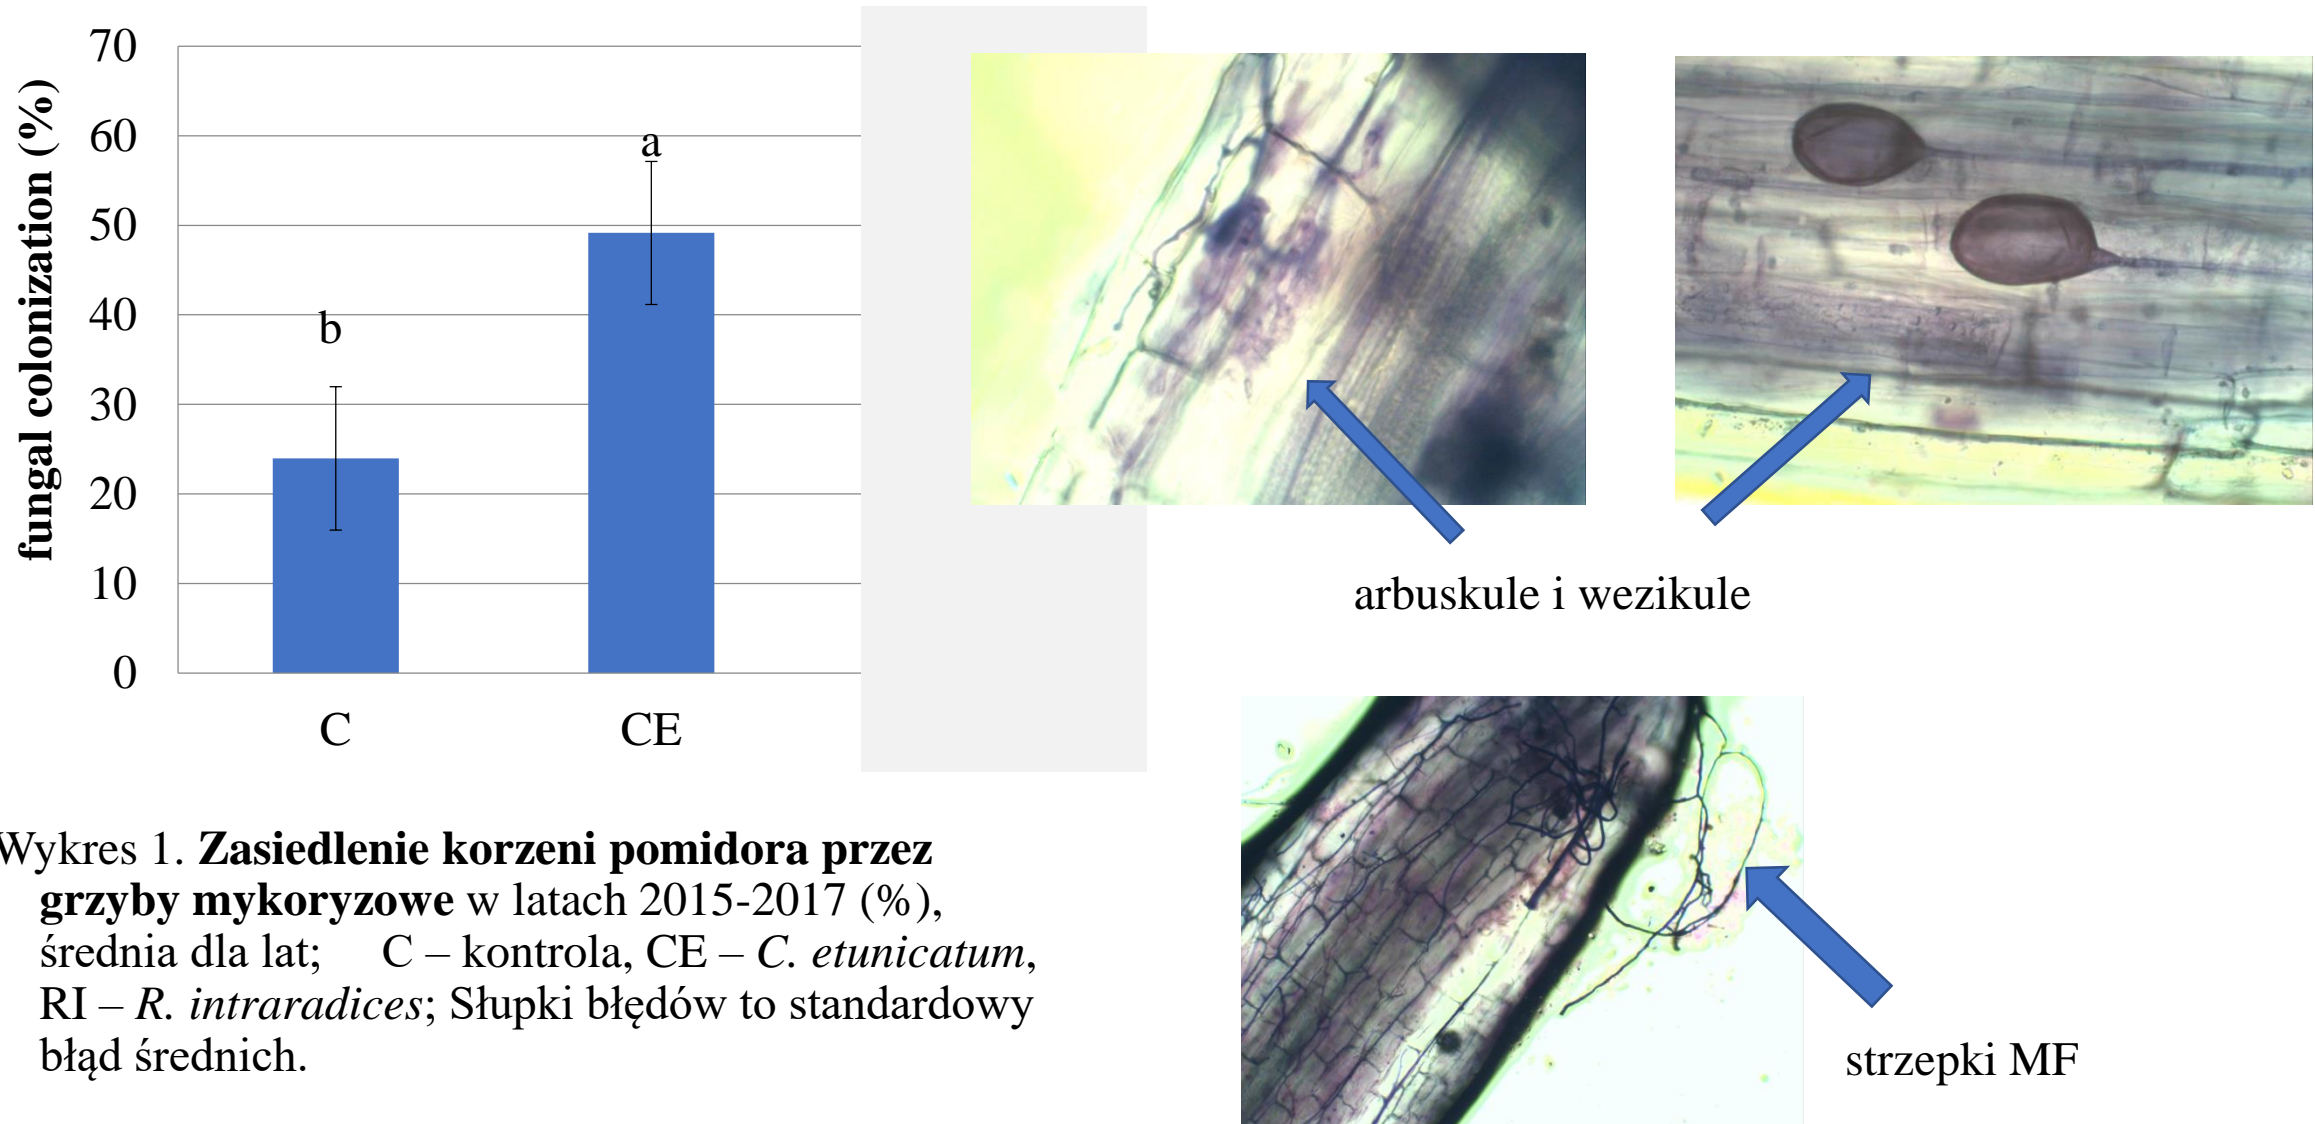 fungal colonization (%)
70
60
50
40
30
20
10
0
b
a
C
CE
Wykres 1. Zasiedlenie korzeni pomidora przez
grzyby mykoryzowe w latach 2015-2017 (%),
średnia dla lat; C – kontrola, CE – C. etunicatum,
RI – R. intraradices; Słupki błędów to standardowy
błąd średnich.
arbuskule i wezikule
strzepki MF